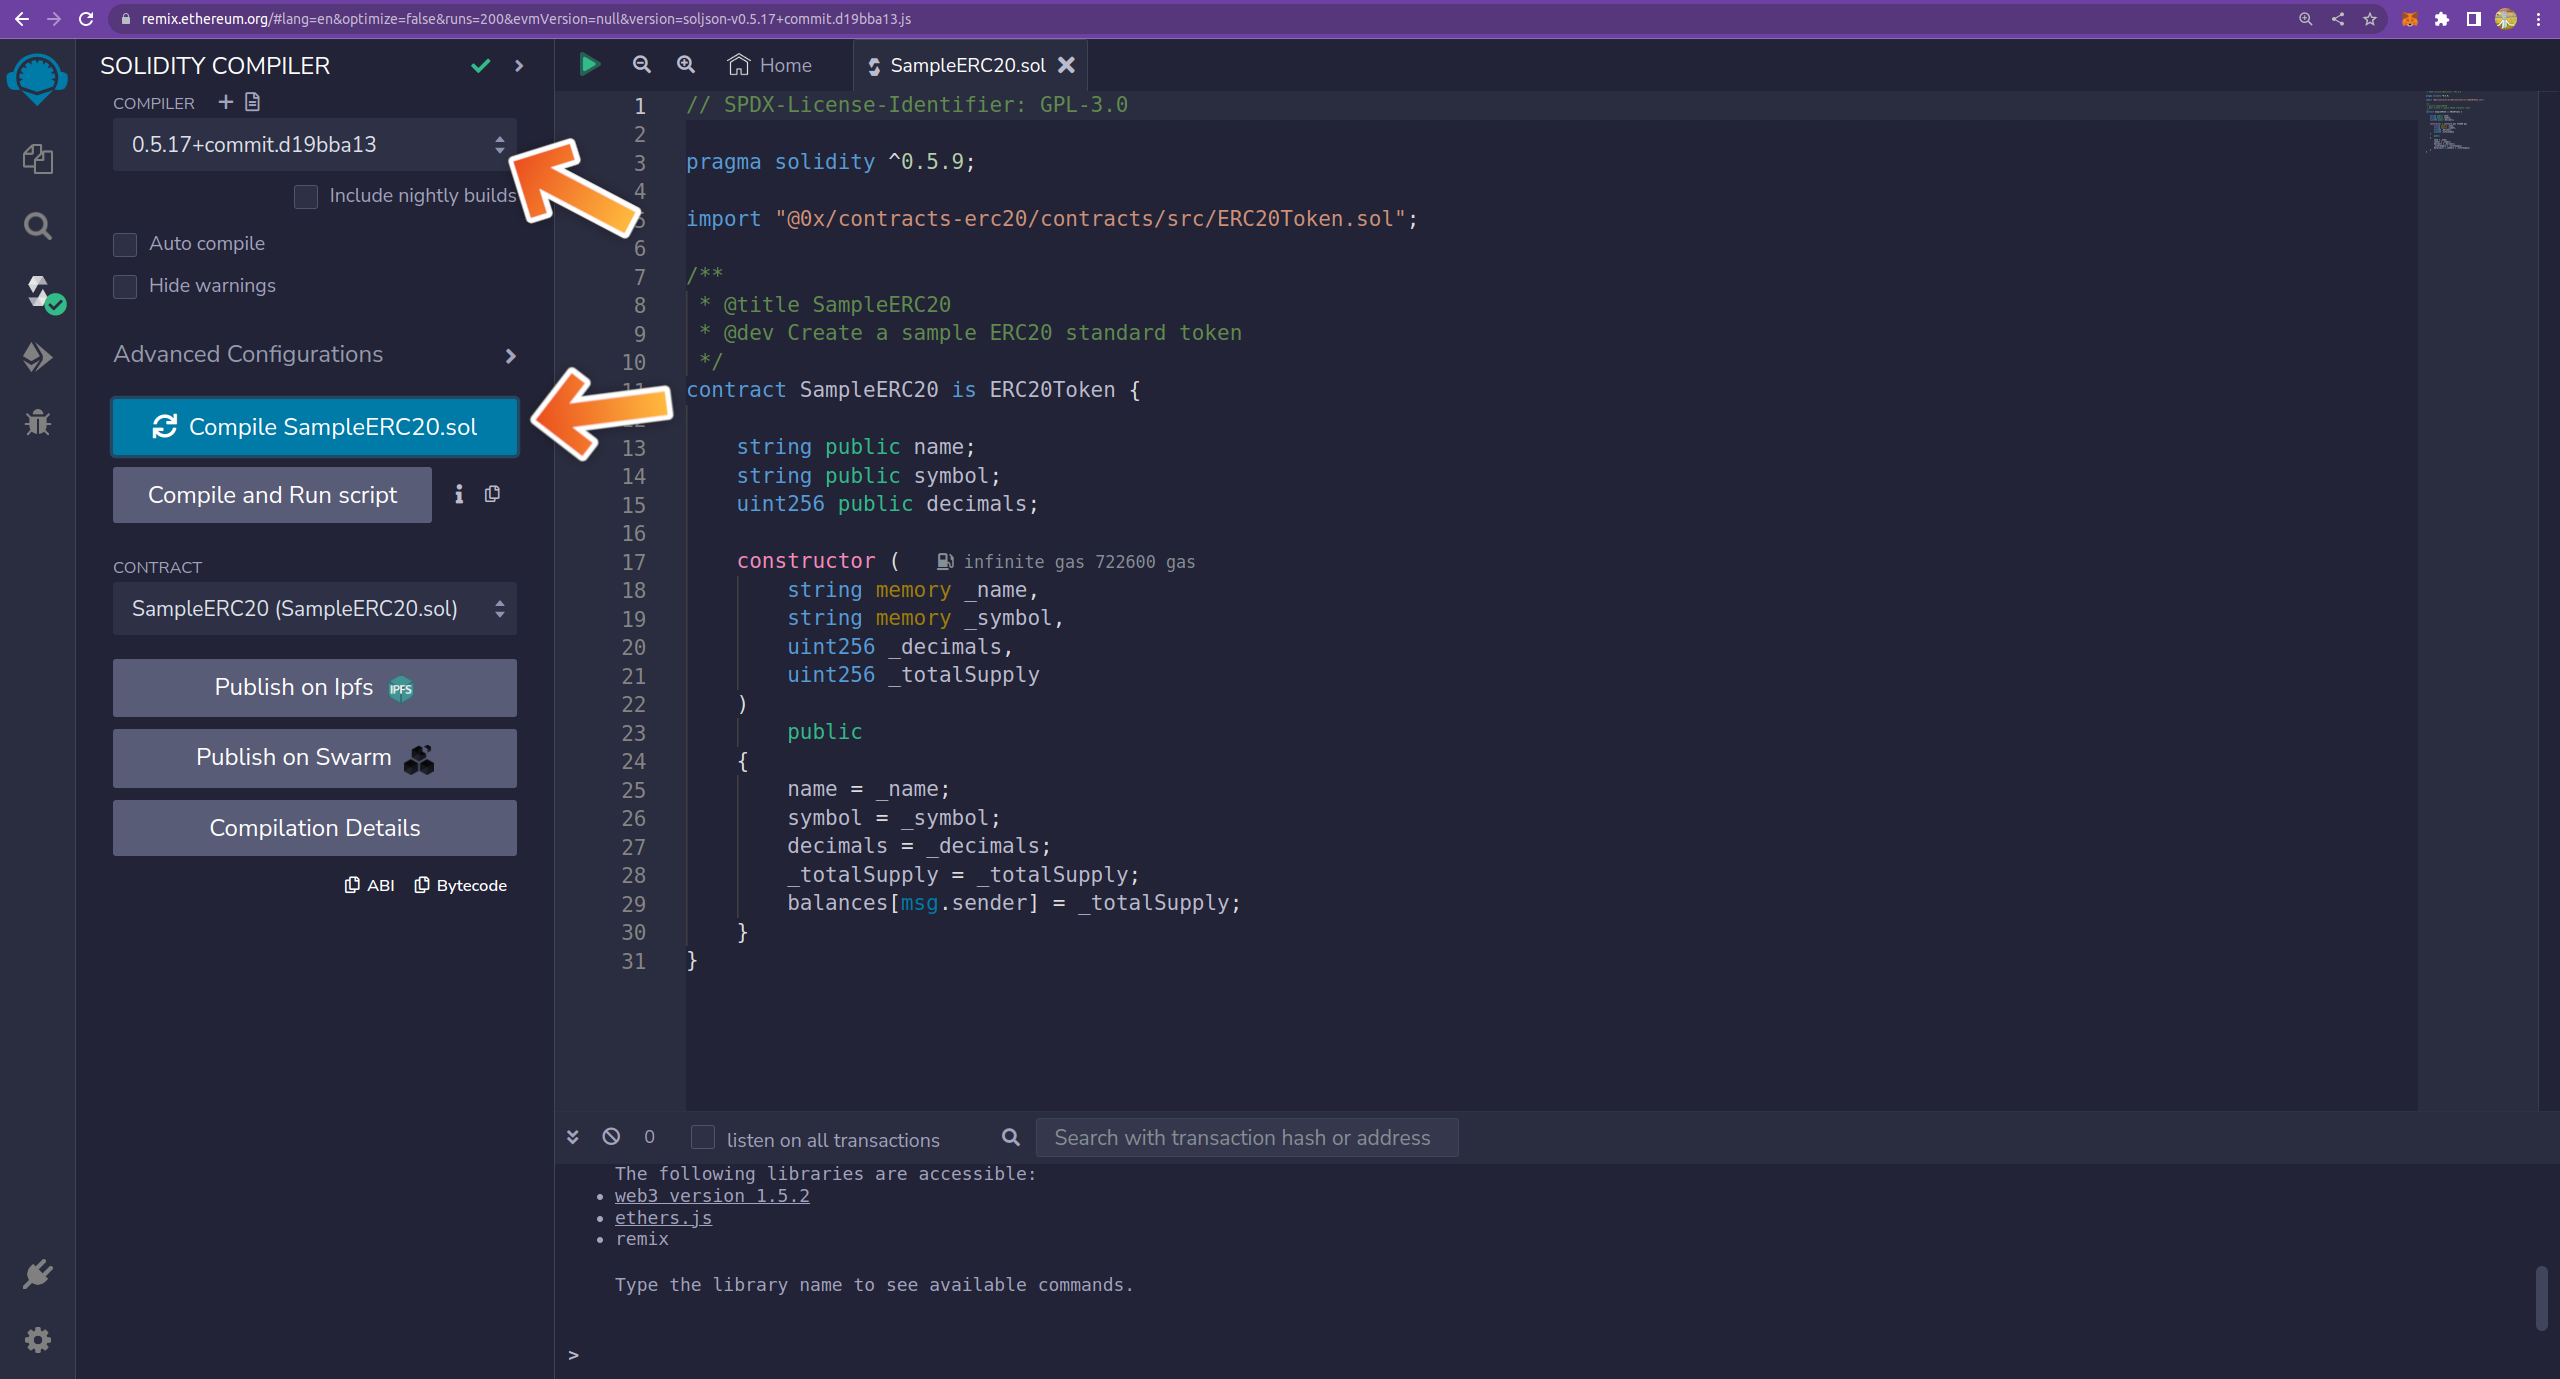 remix.ethereum.org/#lang=en&optimize=false&runs=200&evmVersion=null&version=soljson-v0.5.17+commit.d19bba13.js
SOLIDITY COMPILER
COMPILER
0.5.17+commit.d19bba13
Include nightly builds
Auto compile
Hide warnings
Advanced Configurations
Compile SampleERC20.sol
Compile and Run script
CONTRACT
SampleERC20 (SampleERC20.sol)
Publish on Ipfs IPFS
Publish on Swarm
Compilation Details
ABI Bytecode
Home SampleERC20.sol
1 // SPDX-License-Identifier: GPL-3.0
2
3 pragma solidity ^0.5.9;
4
5 import "@0x/contracts-erc20/contracts/src/ERC20Token.sol";
6
7 /**
8 * @title SampleERC20
9 * @dev Create a sample ERC20 standard token
10 */
11 contract SampleERC20 is ERC20Token {
12
13 string public name;
14 string public symbol;
15 uint256 public decimals;
16
17 constructor ( infinite gas 722600 gas
18 string memory _name,
19 string memory _symbol,
20 uint256 _decimals,
21 uint256 _totalSupply
22 )
23 public
24 {
25 name = _name;
26 symbol = _symbol;
27 decimals = _decimals;
28 _totalSupply = _totalSupply;
29 balances[msg.sender] = _totalSupply;
30 }
31 }
0 listen on all transactions Search with transaction hash or address
The following libraries are accessible:
• web3 version 1.5.2
• ethers.js
• remix
Type the library name to see available commands.
>